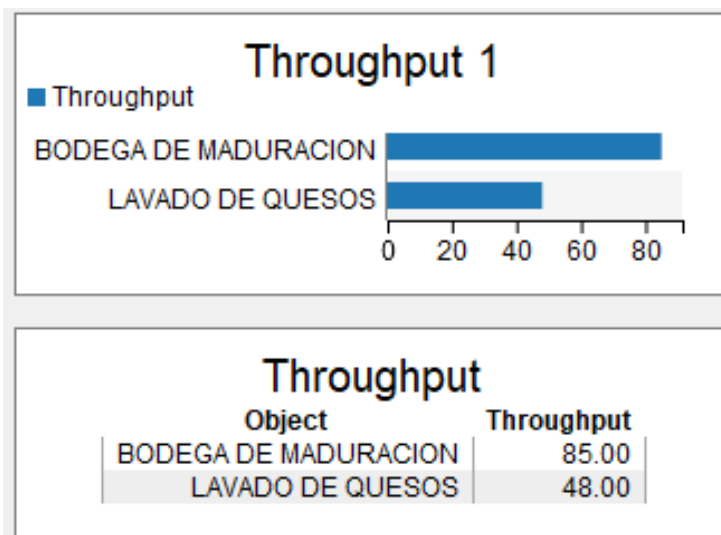 Throughput 1
Throughput
BODEGA DE MADURACION
LAVADO DE QUESOS
0 20 40 60 80
Throughput
Object Throughput
BODEGA DE MADURACION 85.00
LAVADO DE QUESOS 48.00